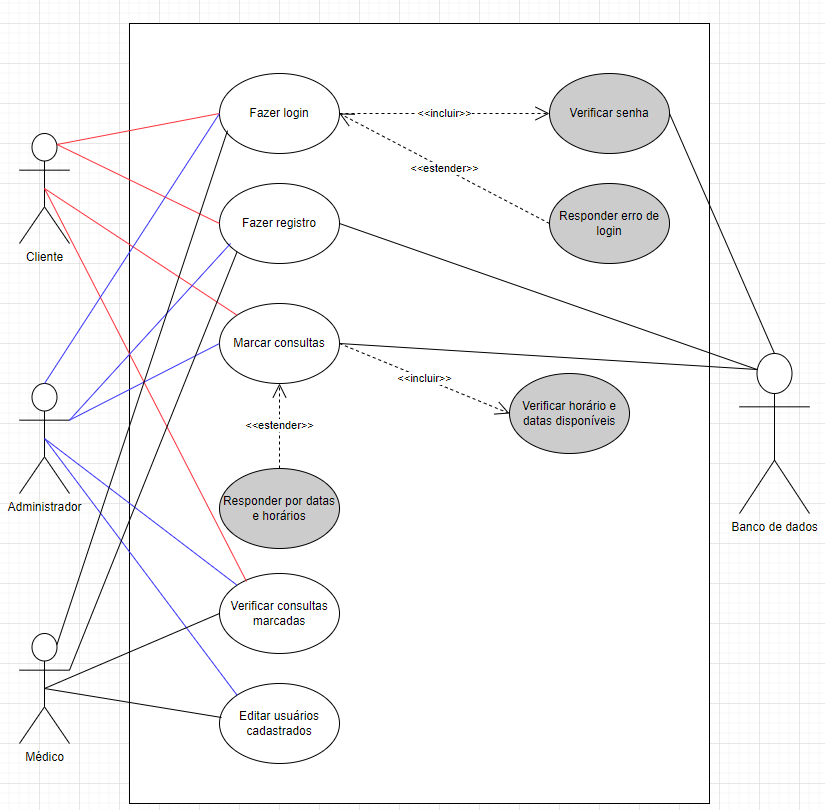 Fazer login
<<incluir>>
Verificar senha
<<estender>>
Responder erro de
login
Fazer registro
Cliente
Marcar consultas
<<incluir>>
Verificar horário e
datas disponíveis
<<estender>>
Responder por datas
e horários
Administrador
Banco de dados
Verificar consultas
marcadas
Editar usuários
cadastrados
Médico